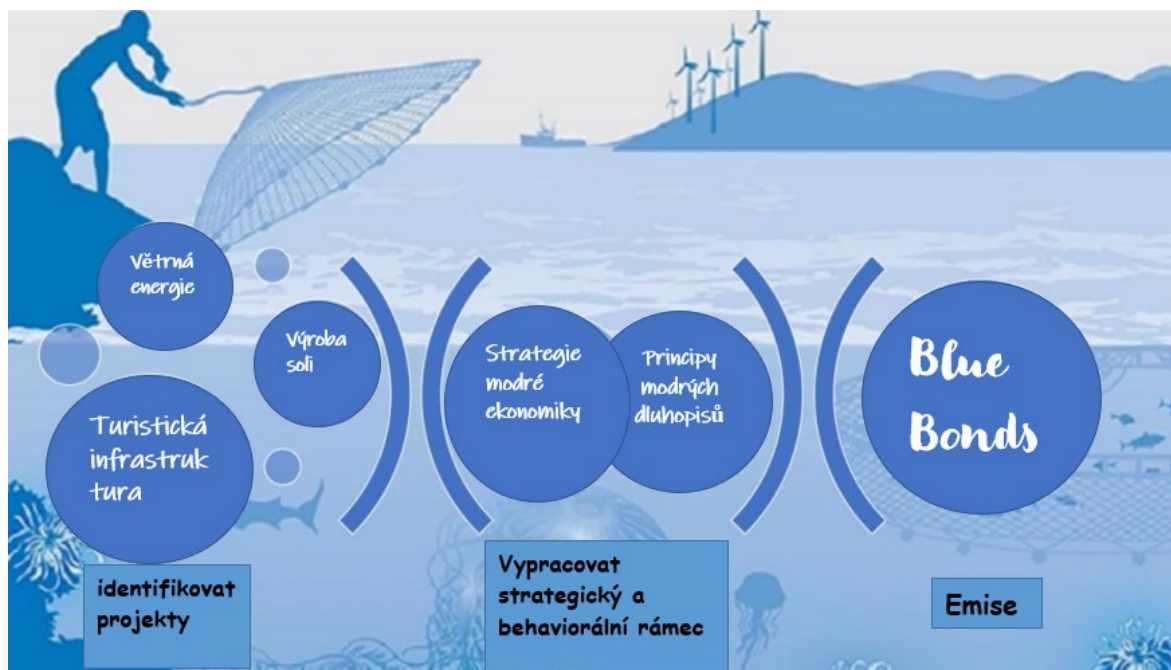 Větrná
energie
Výroba
soli
Turistická
infrastruk
tura
identifikovat
projekty
Strategie
modré
ekonomiky
Principy
modrých
dluhopisů
Vypracovat
strategický a
behaviorální rámec
Blue
Bonds
Emise